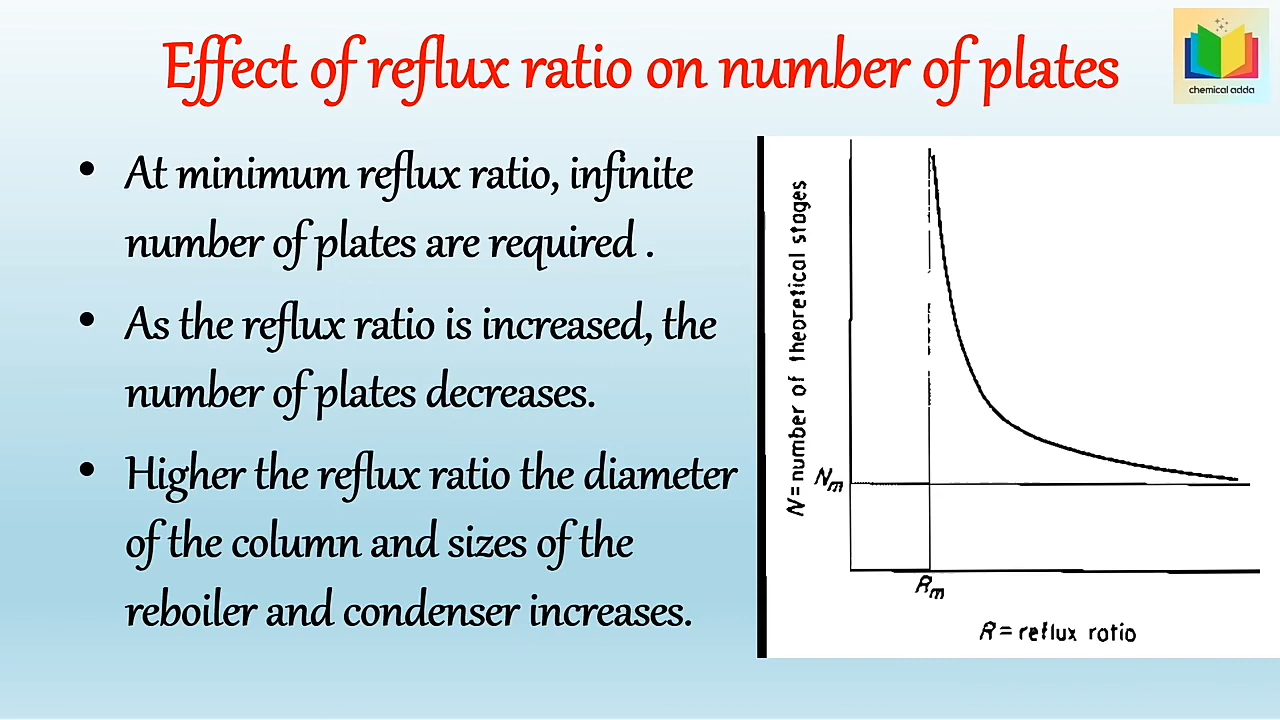 Effect of reflux ratio on number of plates
chemical adda
• At minimum reflux ratio, infinite
number of plates are required .
• As the reflux ratio is increased, the
number of plates decreases.
• Higher the reflux ratio the diameter
of the column and sizes of the
reboiler and condenser increases.
N = number of theoretical stages
Nm
Rm
R = reflux ratio